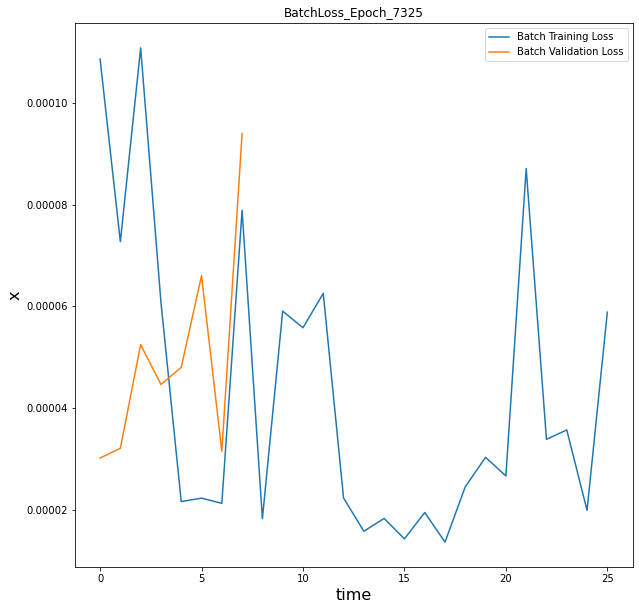 BatchLoss_Epoch_7325
Batch Training Loss
Batch Validation Loss
0.00010
0.00008
0.00006
0.00004
0.00002
x
0 5 10 15 20 25
time